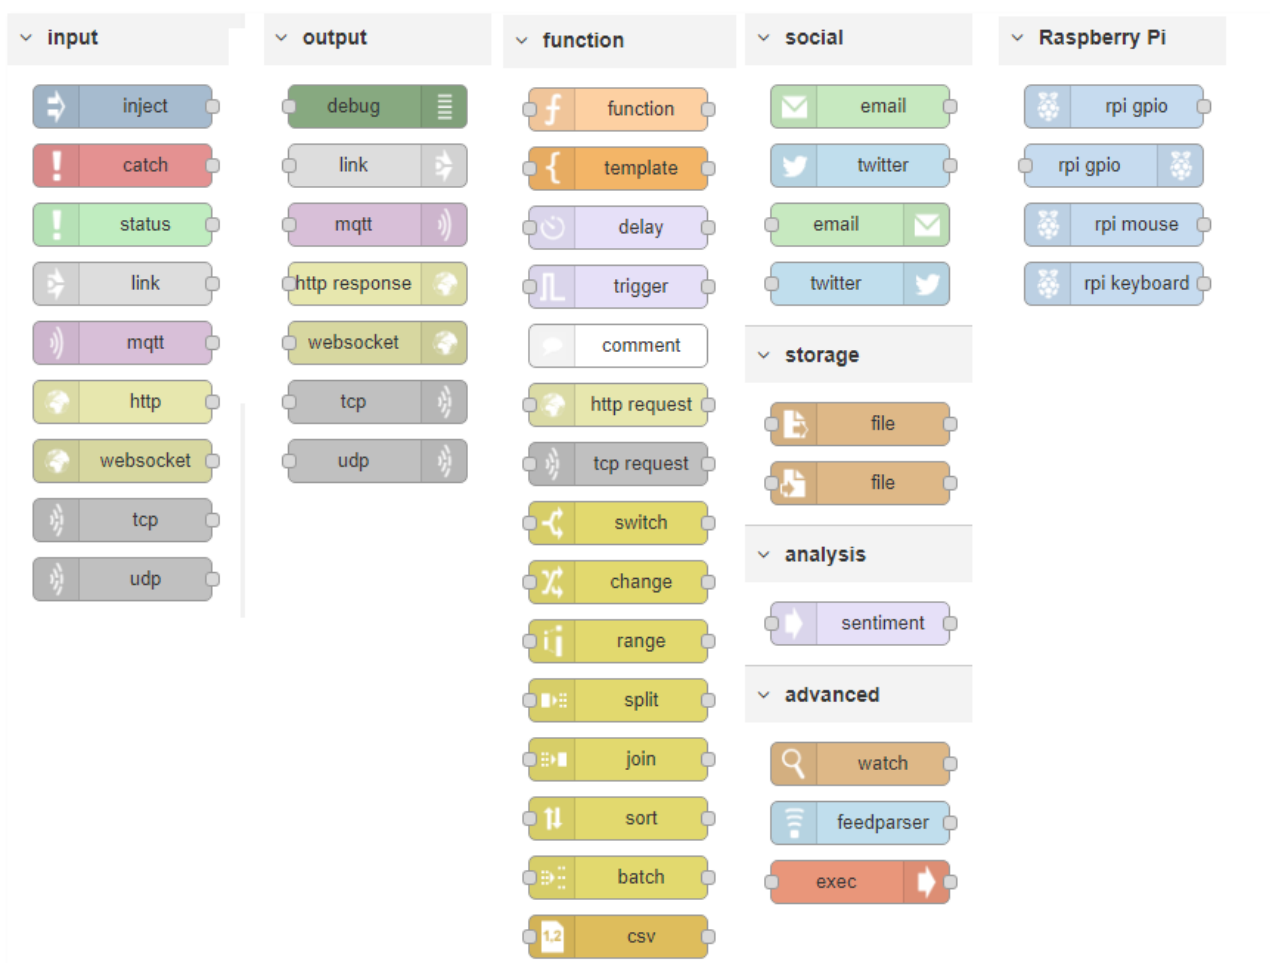 input
inject
catch
status
link
mqtt
http
websocket
tcp
udp
output
debug
link
mqtt
http response
websocket
tcp
udp
function
function
template
delay
trigger
comment
http request
tcp request
switch
change
range
split
join
sort
batch
1,2 csv
social
email
twitter
email
twitter
storage
file
file
analysis
sentiment
advanced
watch
feedparser
exec
Raspberry Pi
rpi gpio
rpi gpio
rpi mouse
rpi keyboard